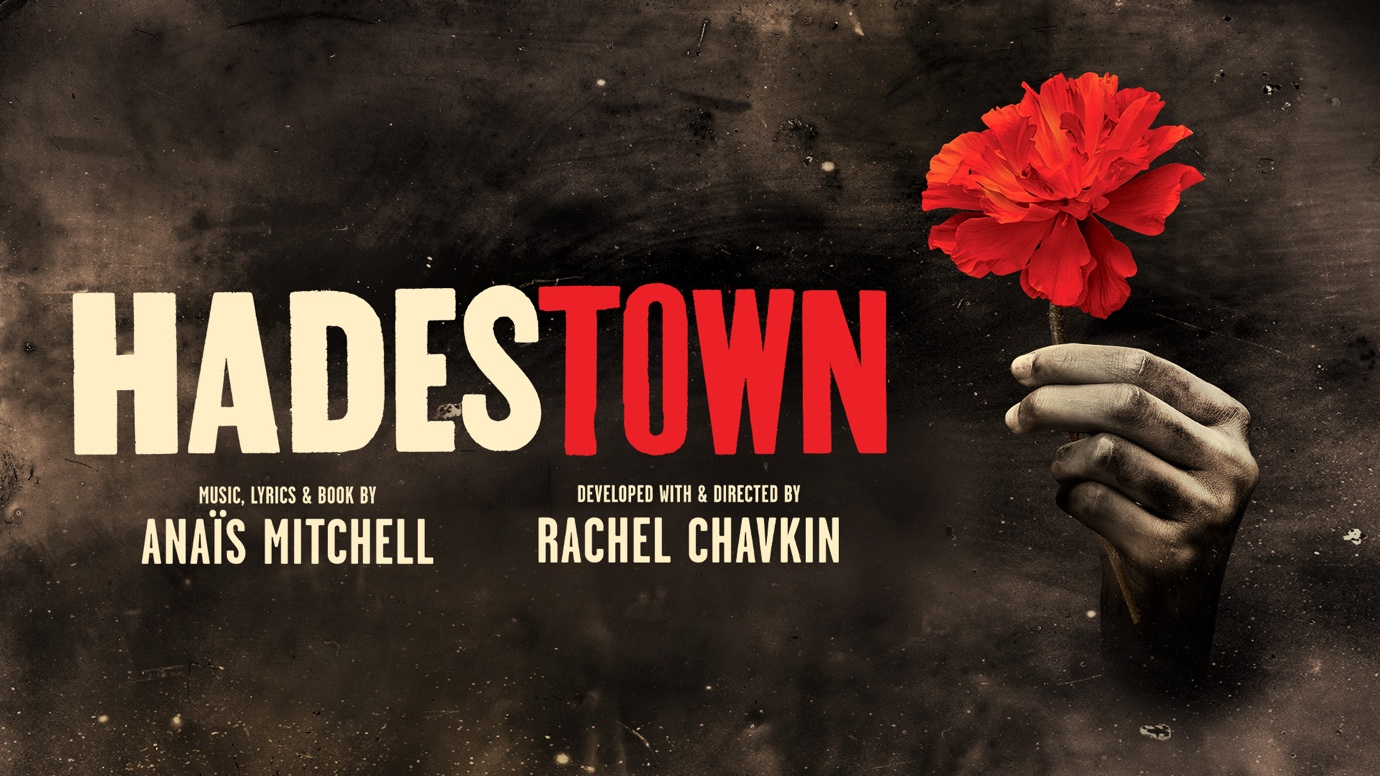 HADESTOWN
MUSIC, LYRICS & BOOK BY
ANAÏS MITCHELL
DEVELOPED WITH & DIRECTED BY
RACHEL CHAVKIN